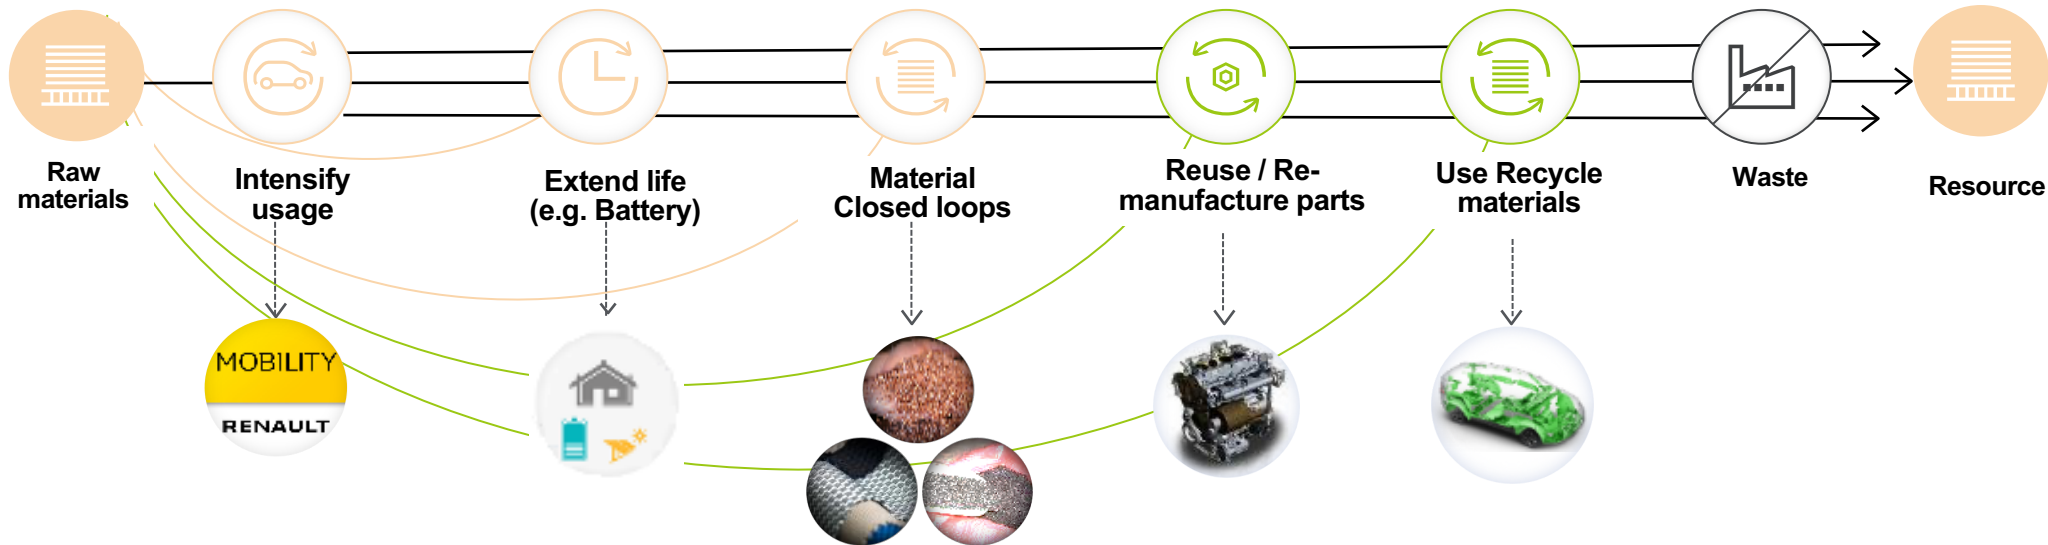 Raw
materials
Intensify
usage
Extend life
(e.g. Battery)
Material
Closed loops
Reuse / Re-
manufacture parts
Use Recycle
materials
Waste
Resource
MOBILITY
RENAULT